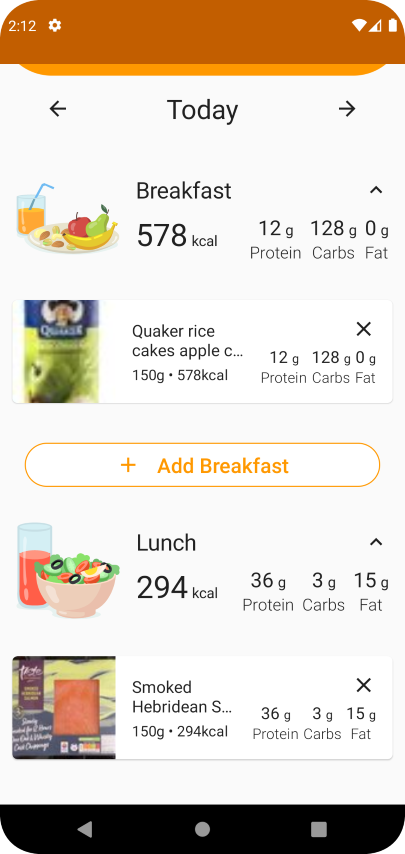 2:12
Today
Breakfast
578 kcal
12 g 128 g 0 g
Protein Carbs Fat
QUAKER
Quaker rice
cakes apple c...
150g • 578kcal
12 g 128 g 0 g
Protein Carbs Fat
+ Add Breakfast
Lunch
294 kcal
36 g 3 g 15 g
Protein Carbs Fat
Smoked
Hebridean S...
150g • 294kcal
36 g 3 g 15 g
Protein Carbs Fat